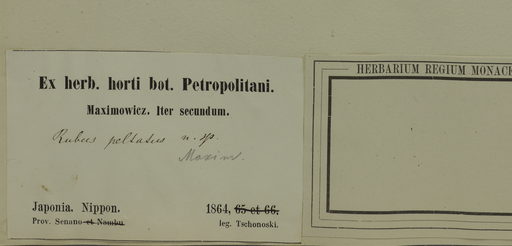 Ex herb. horti bot. Petropolitani.
Maximowicz. Iter secundum.
Rubus peltatus n. sp.
Maxim.
Japonia. Nippon. 1864, 65 et 66.
Prov. Senano et Nambu. leg. Tschonoski.
HERBARIUM REGIUM MONACE